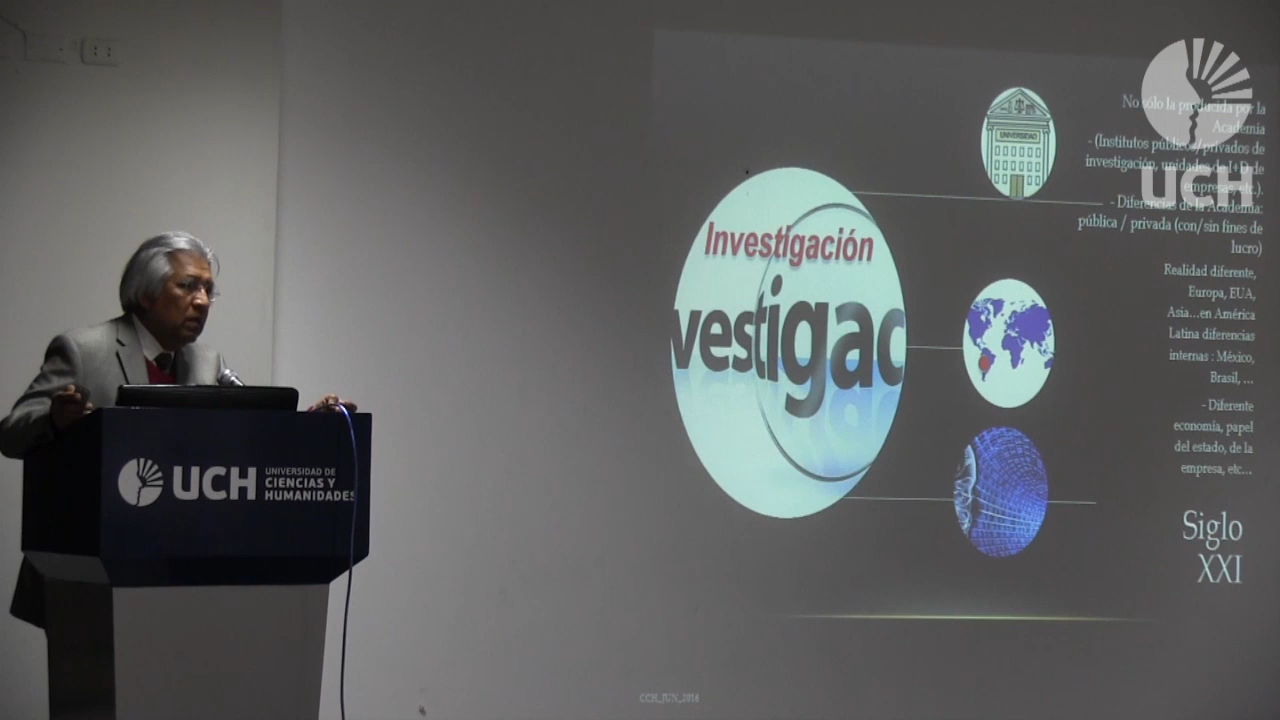 UCH
UNIVERSIDAD DE
CIENCIAS Y
HUMANIDADES
Investigación
vestigac
UNIVERSIDAD
No sólo la producida por la
Academia
- (Institutos públicos/privados de
investigación, unidades de I+D de
empresas, etc.).
- Diferencias de la Academia:
pública / privada (con/sin fines de
lucro)
Realidad diferente,
Europa, EUA,
Asia...en América
Latina diferencias
internas : México,
Brasil, ...
- Diferente
economía, papel
del estado, de la
empresa, etc...
Siglo
XXI
CCH_JUN_2016
UCH